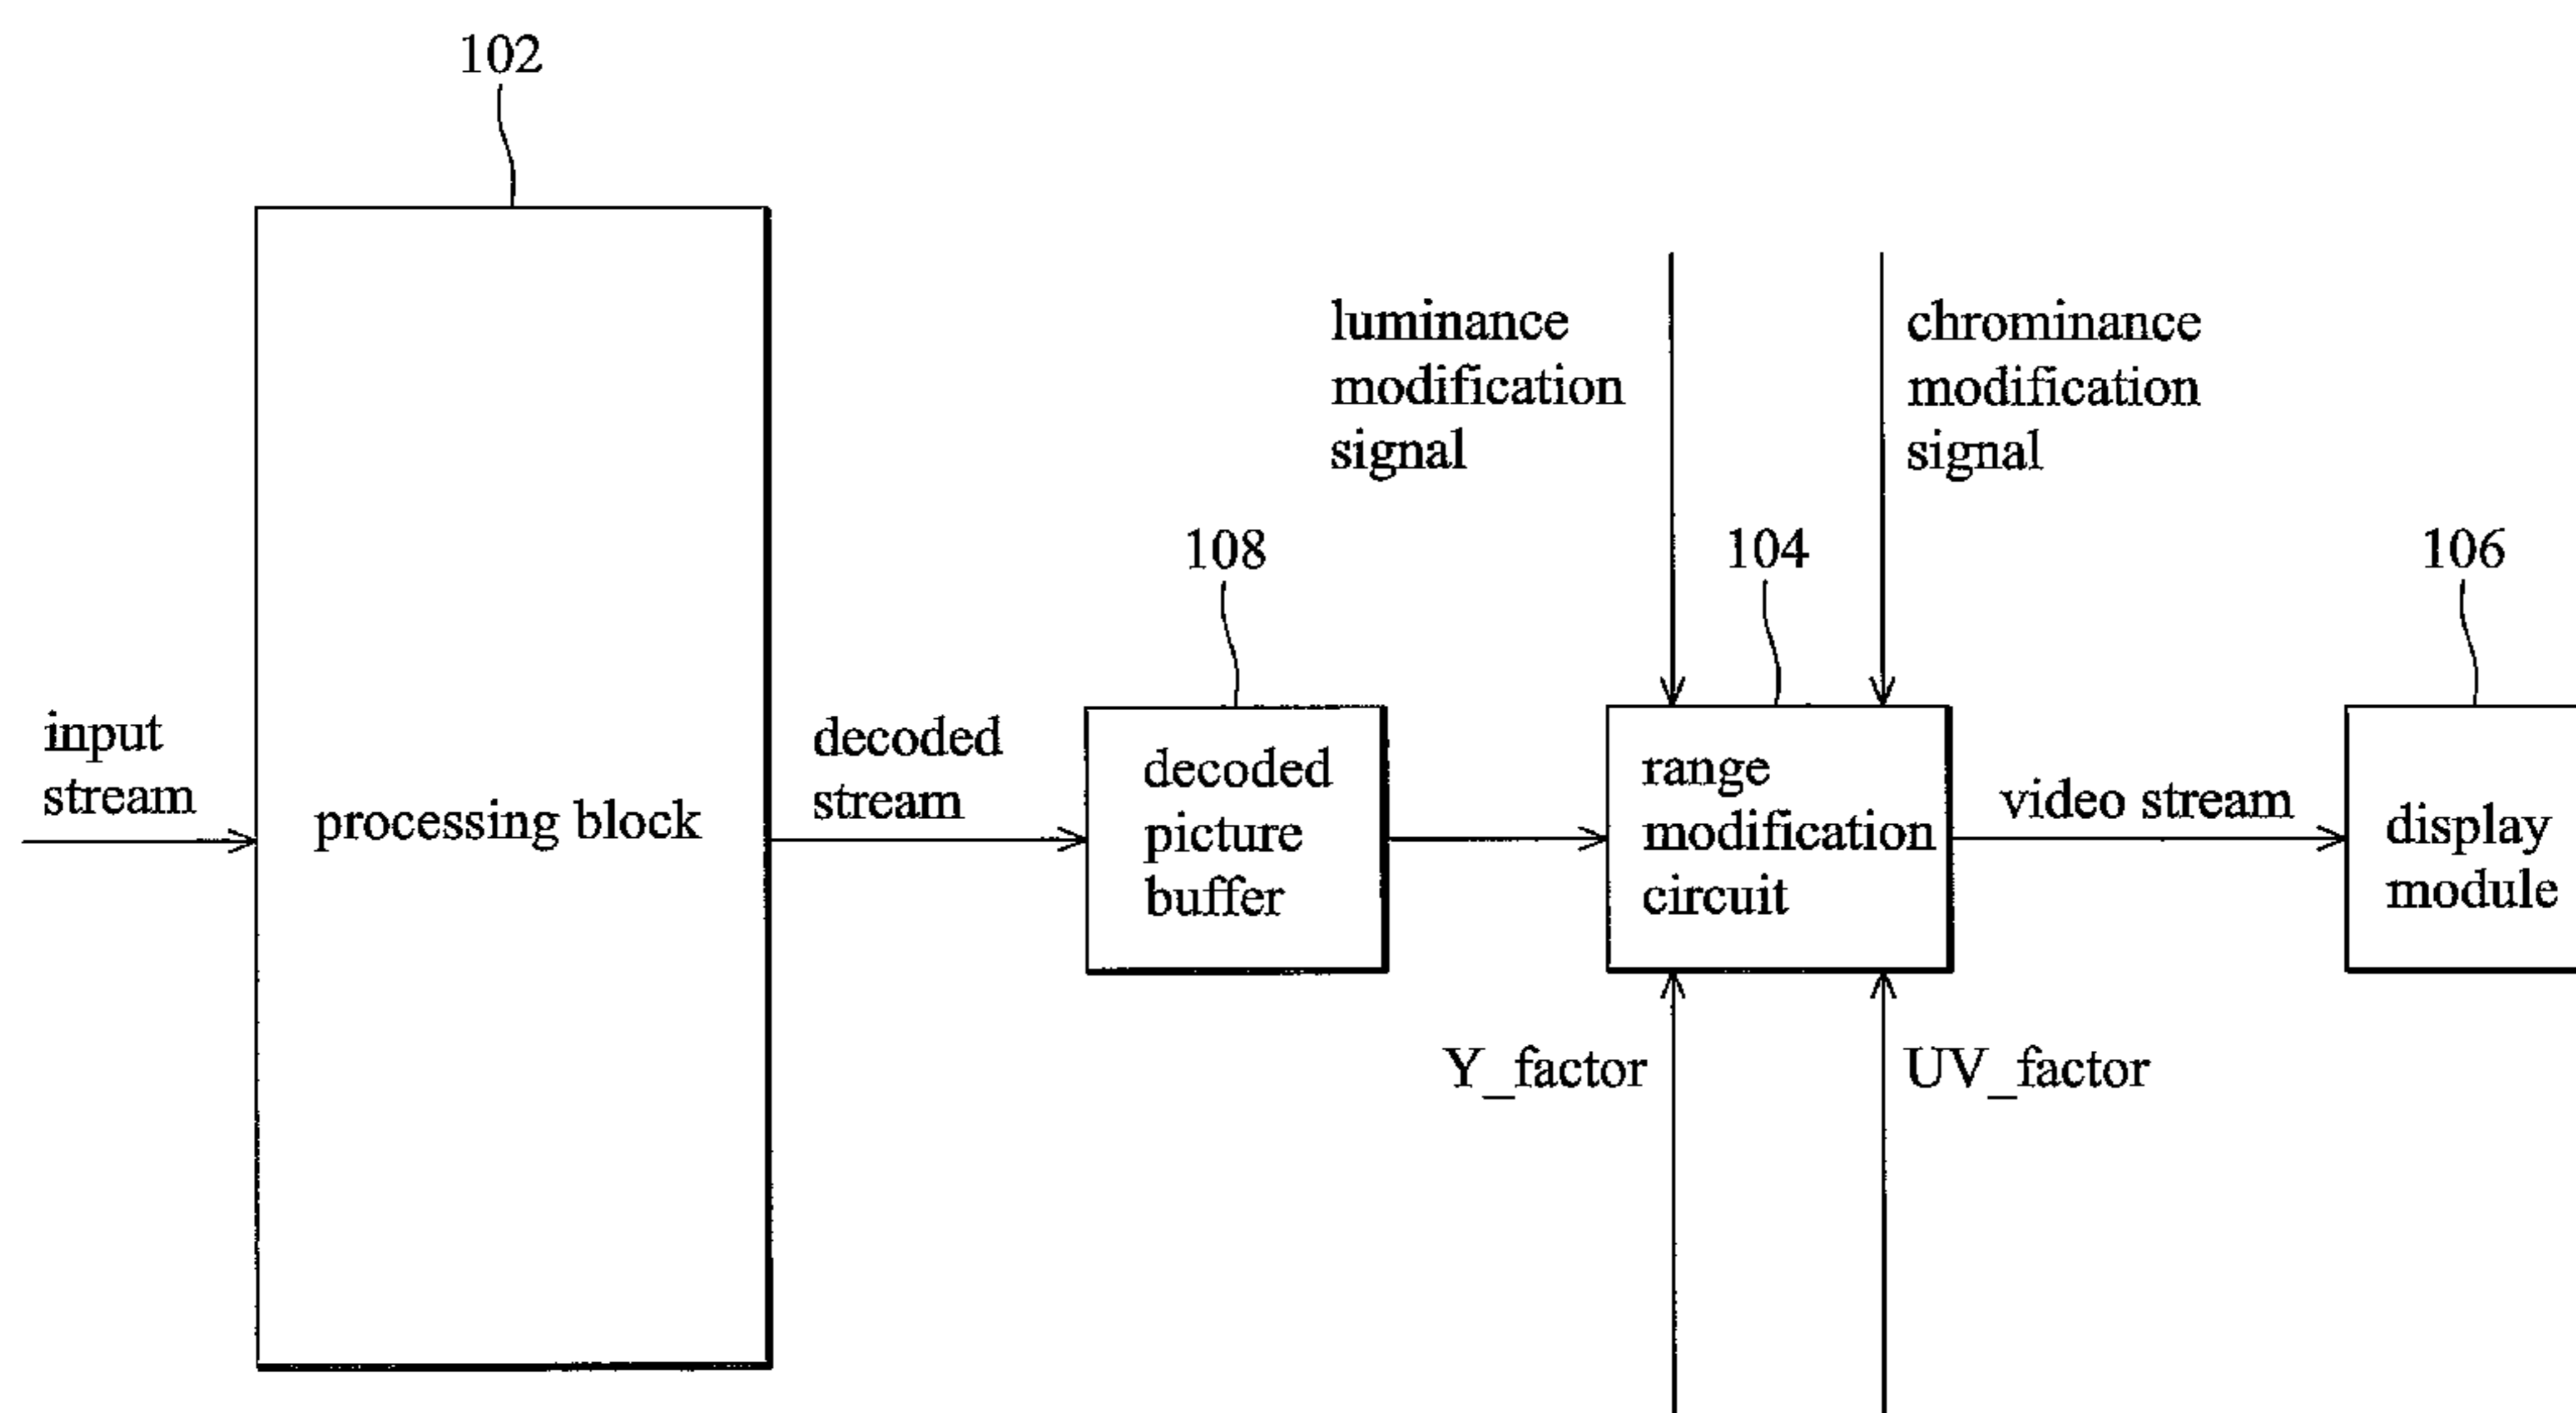 102
luminance
modification
signal
chrominance
modification
signal
108
104
106
input
stream
processing block
decoded
stream
decoded
picture
buffer
range
modification
circuit
video stream
display
module
Y_factor
UV_factor